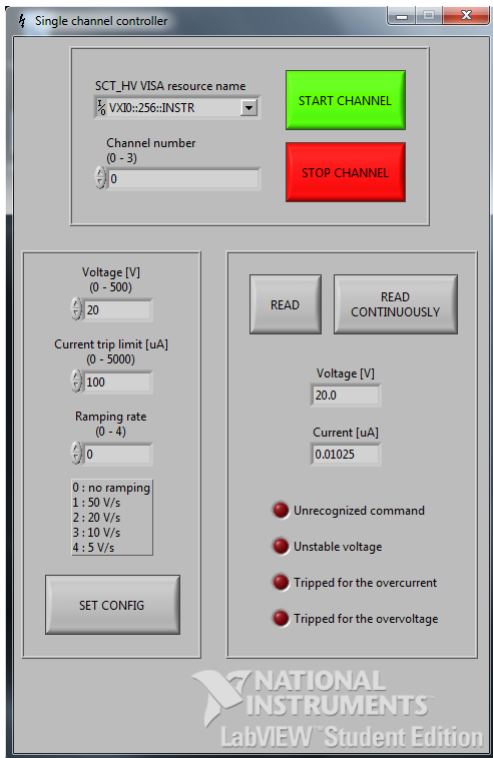 Single channel controller
SCT_HV VISA resource name
I/O VXI0::256::INSTR
START CHANNEL
Channel number
(0 - 3)
0
STOP CHANNEL
Voltage [V]
(0 - 500)
20
Current trip limit [uA]
(0 - 5000)
100
Ramping rate
(0 - 4)
0
0 : no ramping
1 : 50 V/s
2 : 20 V/s
3 : 10 V/s
4 : 5 V/s
SET CONFIG
READ
READ
CONTINUOUSLY
Voltage [V]
20.0
Current [uA]
0.01025
Unrecognized command
Unstable voltage
Tripped for the overcurrent
Tripped for the overvoltage
NATIONAL
INSTRUMENTS
LabVIEW™Student Edition